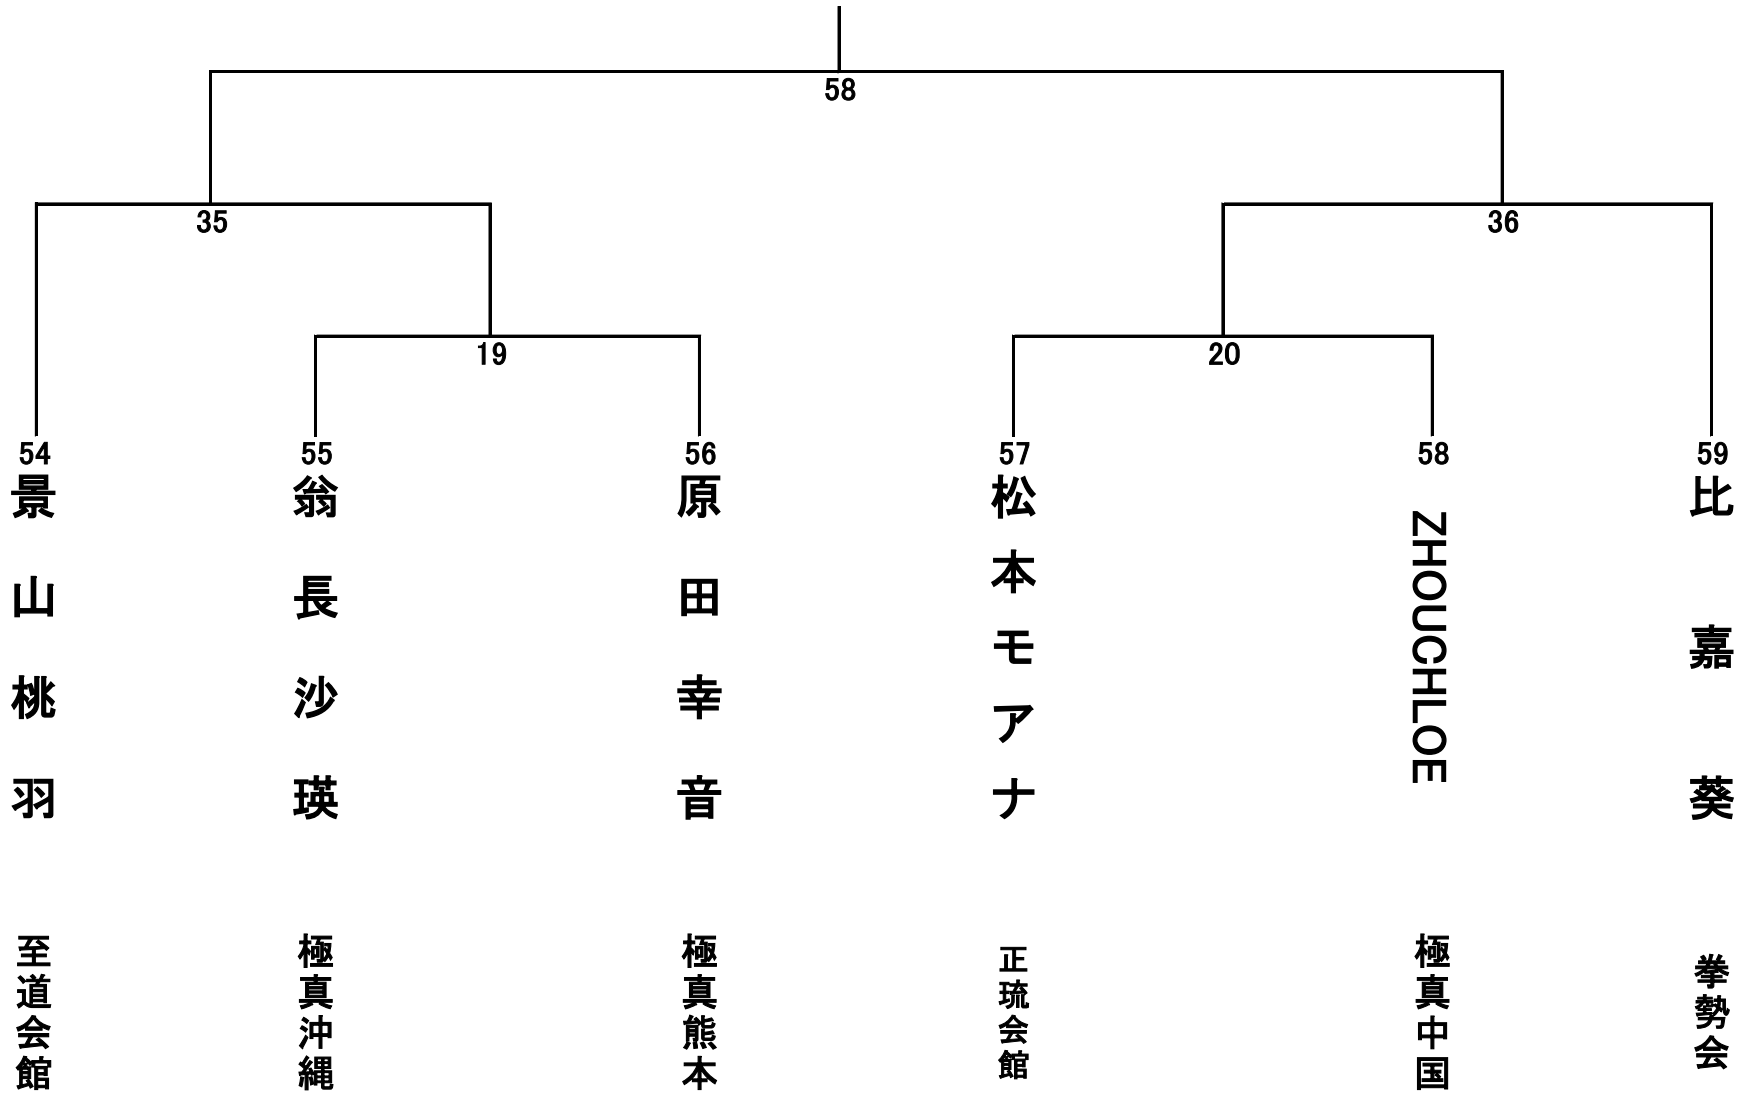 58
35
36
19
20
54
55
56
57
58
59
景山桃羽
翁長沙瑛
原田幸音
松本モアナ
ZHOUCHLOE
比嘉葵
至道会館
極真沖縄
極真熊本
正琉会館
極真中国
拳勢会